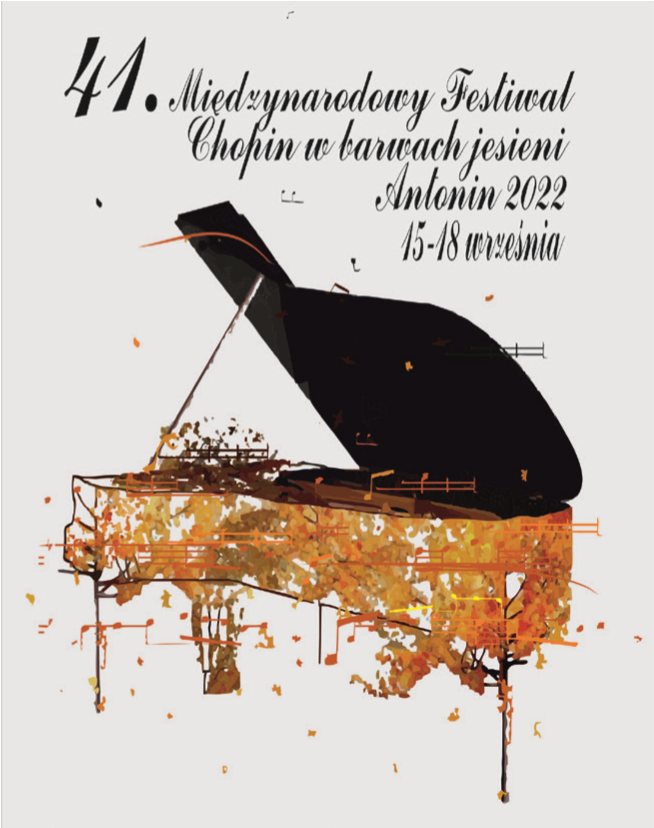 41. Międzynarodowy Festiwal
Chopin w barwach jesieni
Antonin 2022
15-18 września